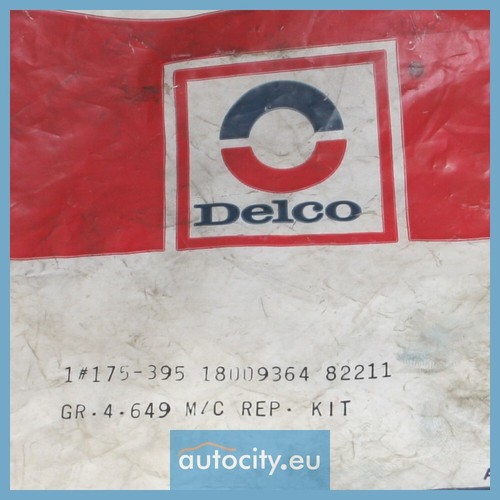 Delco
1#175-395 18009364 82211
GR.4.649 M/C REP. KIT
autocity.eu